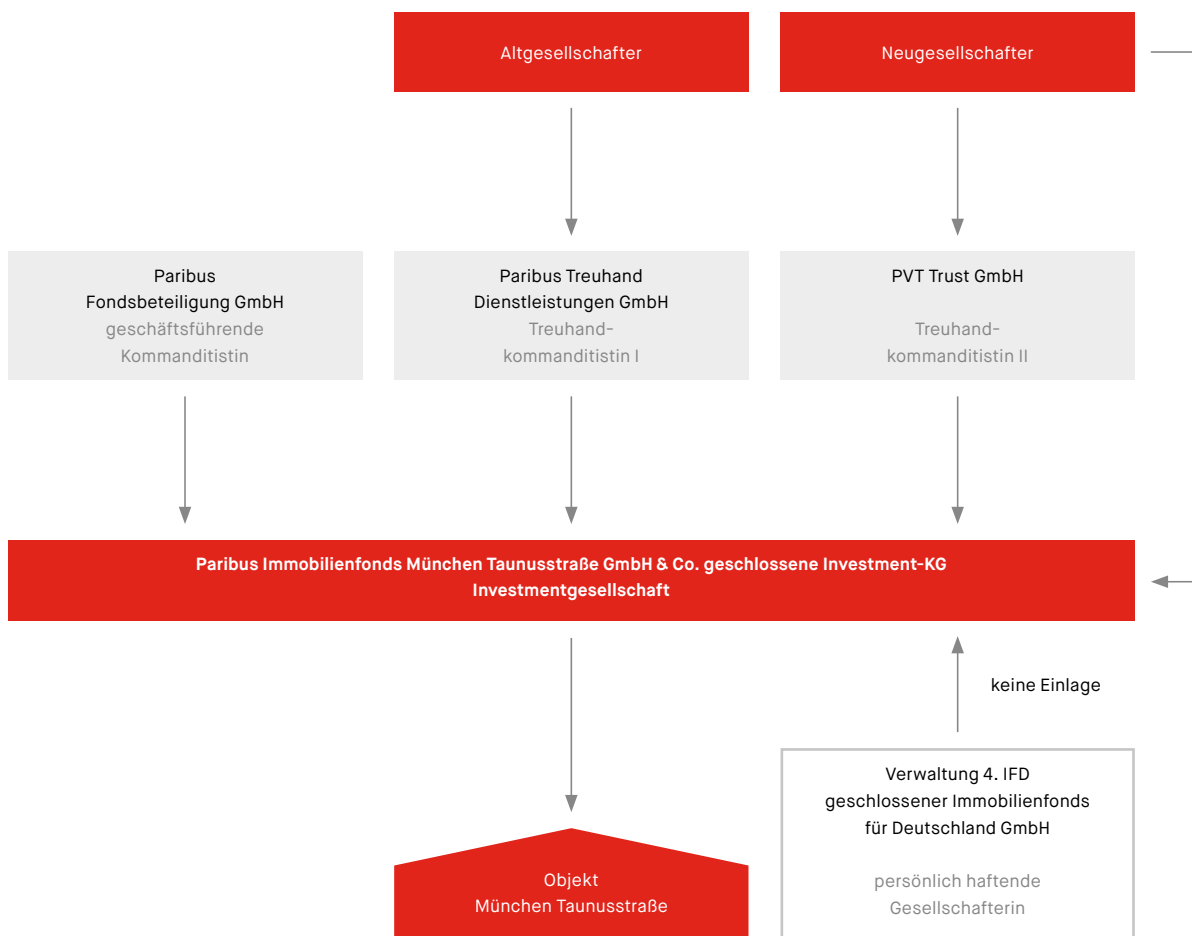 Altgesellschafter
Neugesellschafter
Paribus
Fondsbeteiligung GmbH
geschäftsführende
Kommanditistin
Paribus Treuhand
Dienstleistungen GmbH
Treuhand-
kommanditistin I
PVT Trust GmbH
Treuhand-
kommanditistin II
Paribus Immobilienfonds München Taunusstraße GmbH & Co. geschlossene Investment-KG
Investmentgesellschaft
keine Einlage
Verwaltung 4. IFD
geschlossener Immobilienfonds
für Deutschland GmbH
persönlich haftende
Gesellschafterin
Objekt
München Taunusstraße